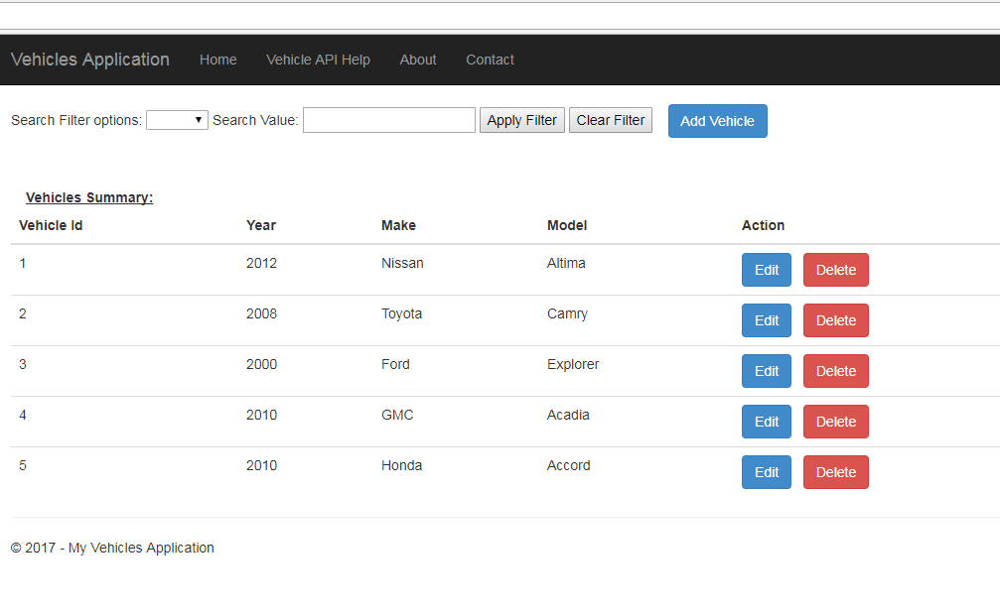 Vehicles Application Home Vehicle API Help About Contact
Search Filter options: Search Value: Apply Filter Clear Filter Add Vehicle
Vehicles Summary:
Vehicle Id Year Make Model Action
1 2012 Nissan Altima Edit Delete
2 2008 Toyota Camry Edit Delete
3 2000 Ford Explorer Edit Delete
4 2010 GMC Acadia Edit Delete
5 2010 Honda Accord Edit Delete
© 2017 - My Vehicles Application